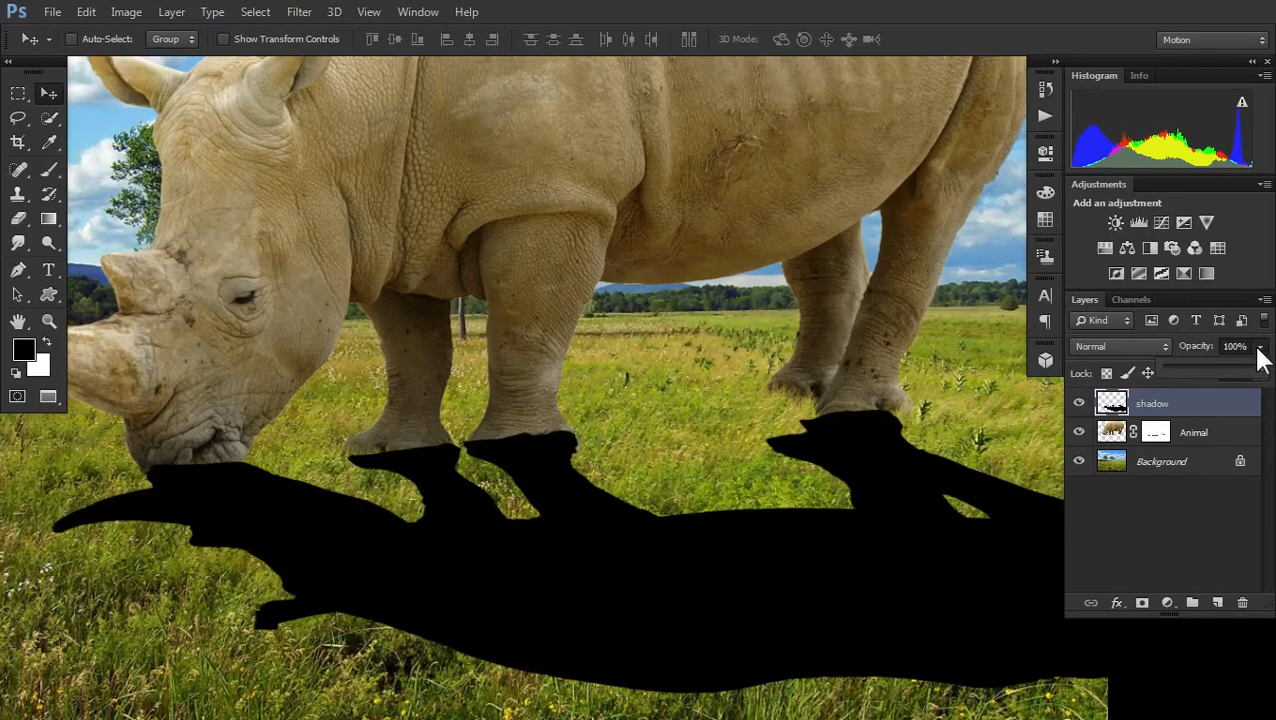 Ps File Edit Image Layer Type Select Filter 3D View Window Help
Auto-Select: Group Show Transform Controls 3D Mode: Motion
Histogram Info
Adjustments
Add an adjustment
Layers Channels
Kind
Normal Opacity: 100%
Lock:
shadow
Animal
Background